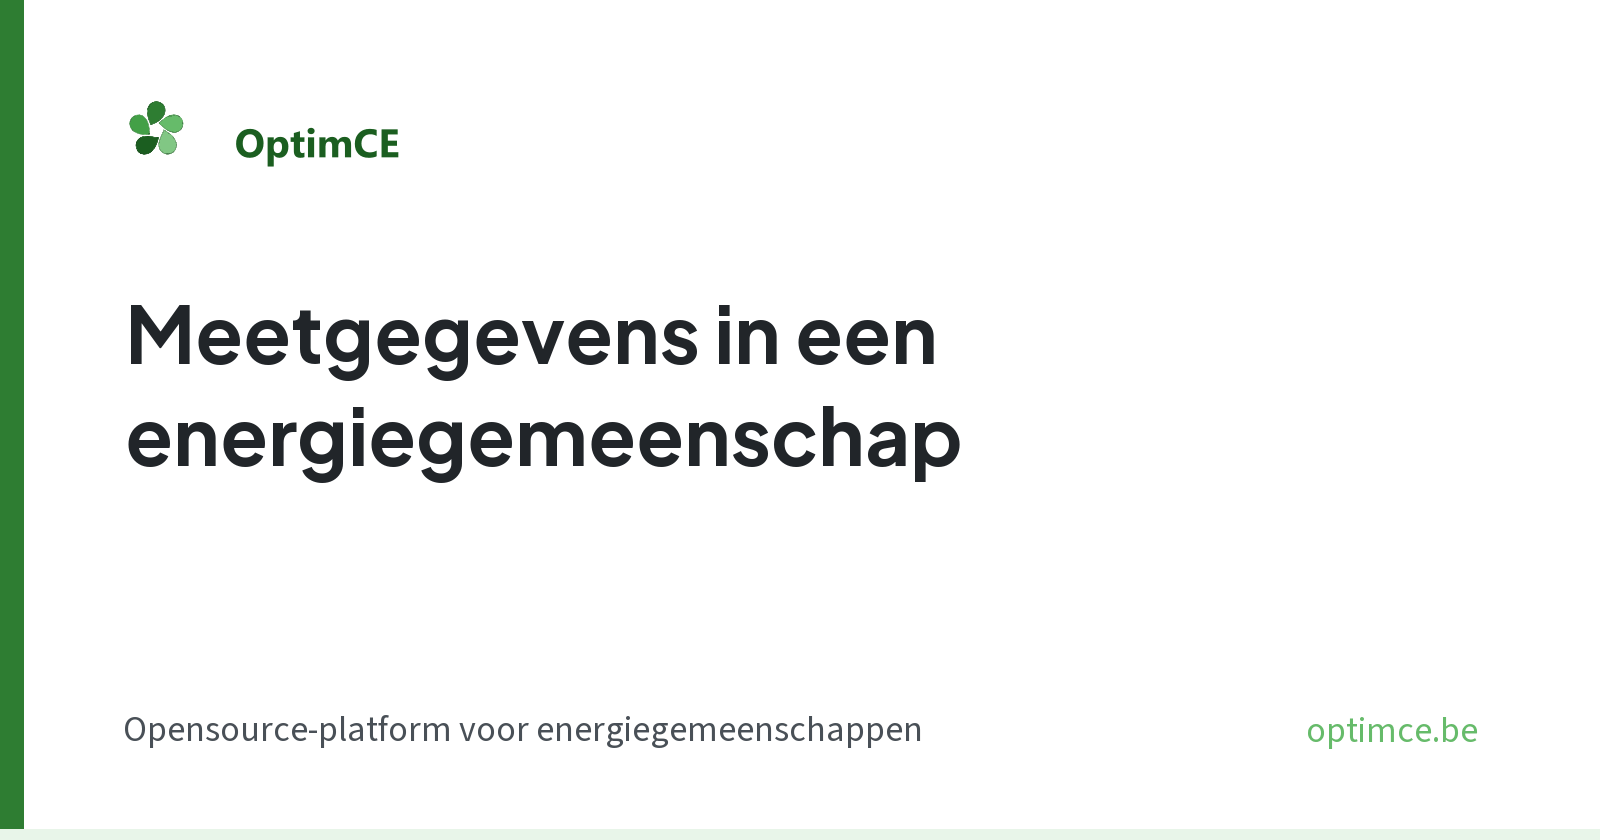 OptimCE
Meetgegevens in een
energiegemeenschap
Opensource-platform voor energiegemeenschappen
optimce.be